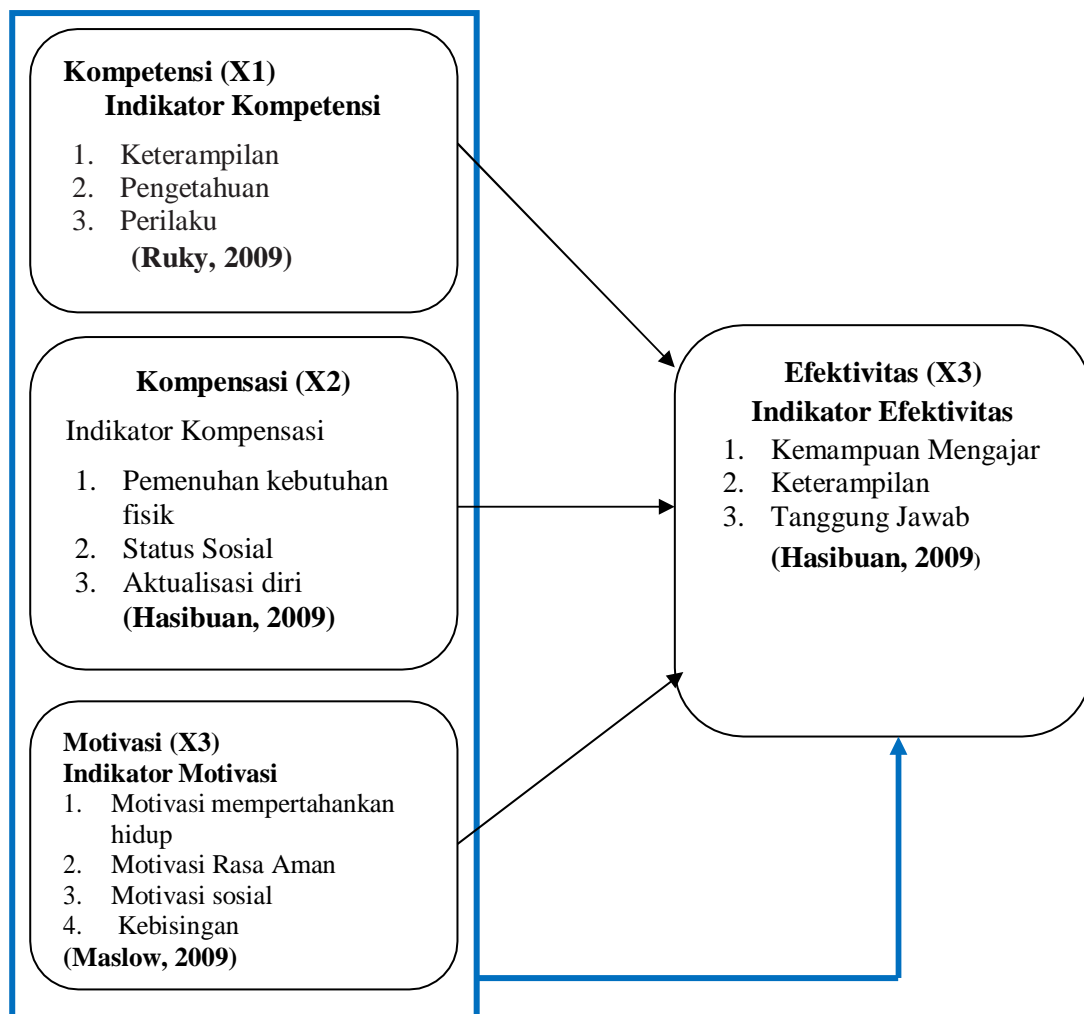 Kompetensi (X1)
Indikator Kompetensi
1. Keterampilan
2. Pengetahuan
3. Perilaku
(Ruky, 2009)
Kompensasi (X2)
Indikator Kompensasi
1. Pemenuhan kebutuhan
fisik
2. Status Sosial
3. Aktualisasi diri
(Hasibuan, 2009)
Motivasi (X3)
Indikator Motivasi
1. Motivasi mempertahankan
hidup
2. Motivasi Rasa Aman
3. Motivasi sosial
4. Kebisingan
(Maslow, 2009)
Efektivitas (X3)
Indikator Efektivitas
1. Kemampuan Mengajar
2. Keterampilan
3. Tanggung Jawab
(Hasibuan, 2009)